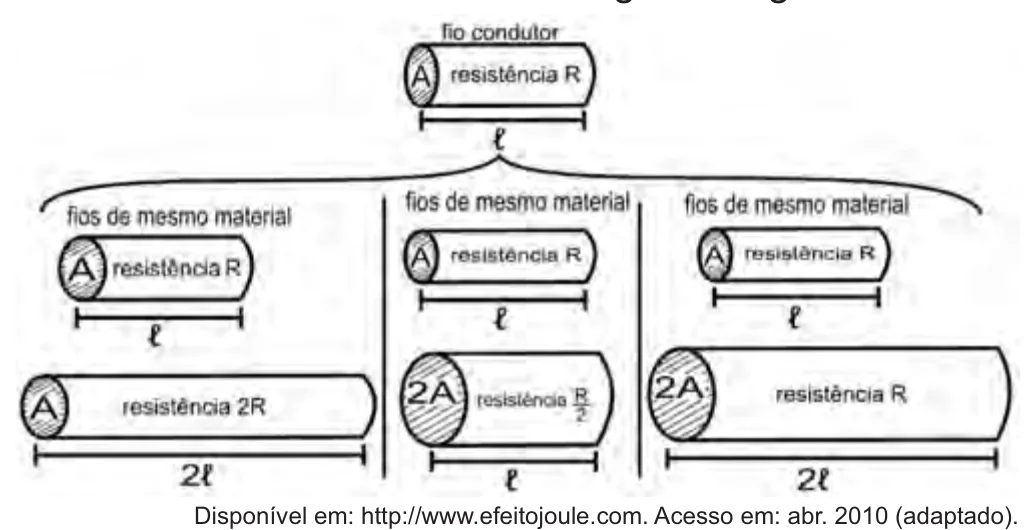 fio condutor
A resistência R
ℓ
fios de mesmo material
A resistência R
ℓ
A resistência 2R
2ℓ
fios de mesmo material
A resistência R
ℓ
2A resistência R/2
ℓ
fios de mesmo material
A resistência R
ℓ
2A resistência R
2ℓ
Disponível em: http://www.efeitojoule.com. Acesso em: abr. 2010 (adaptado).